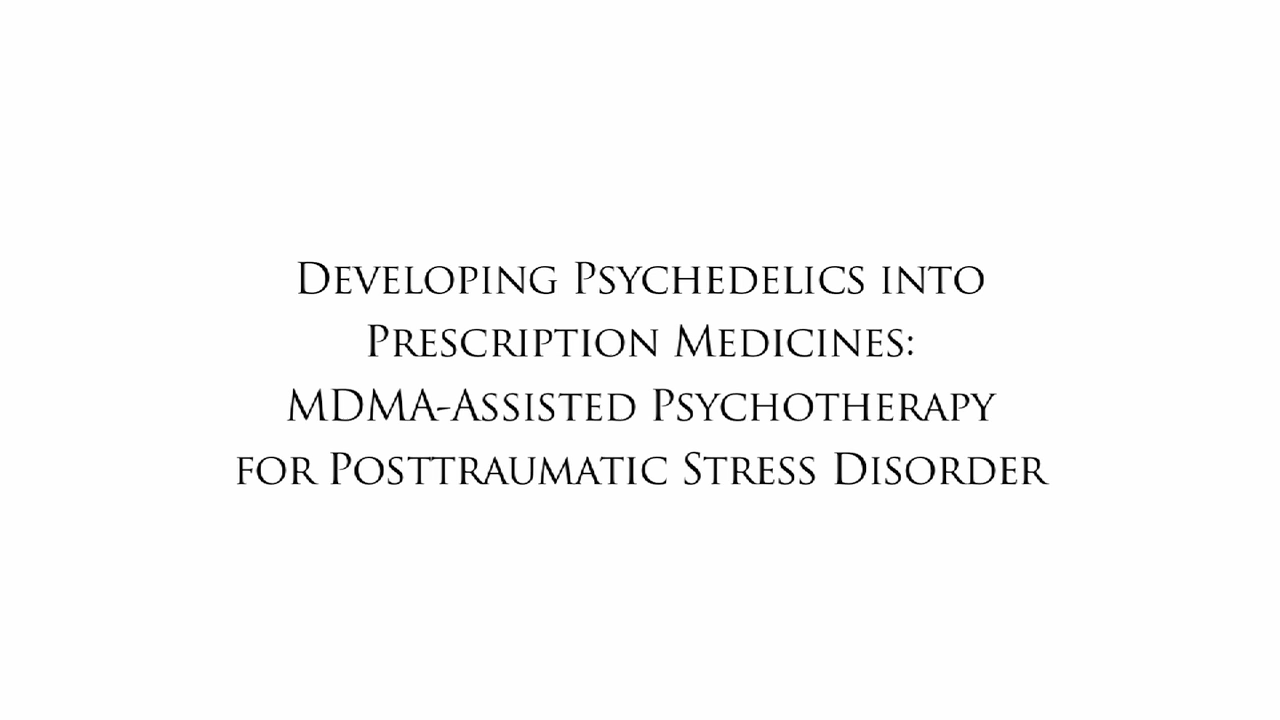 Developing Psychedelics into
Prescription Medicines:
MDMA-Assisted Psychotherapy
for Posttraumatic Stress Disorder